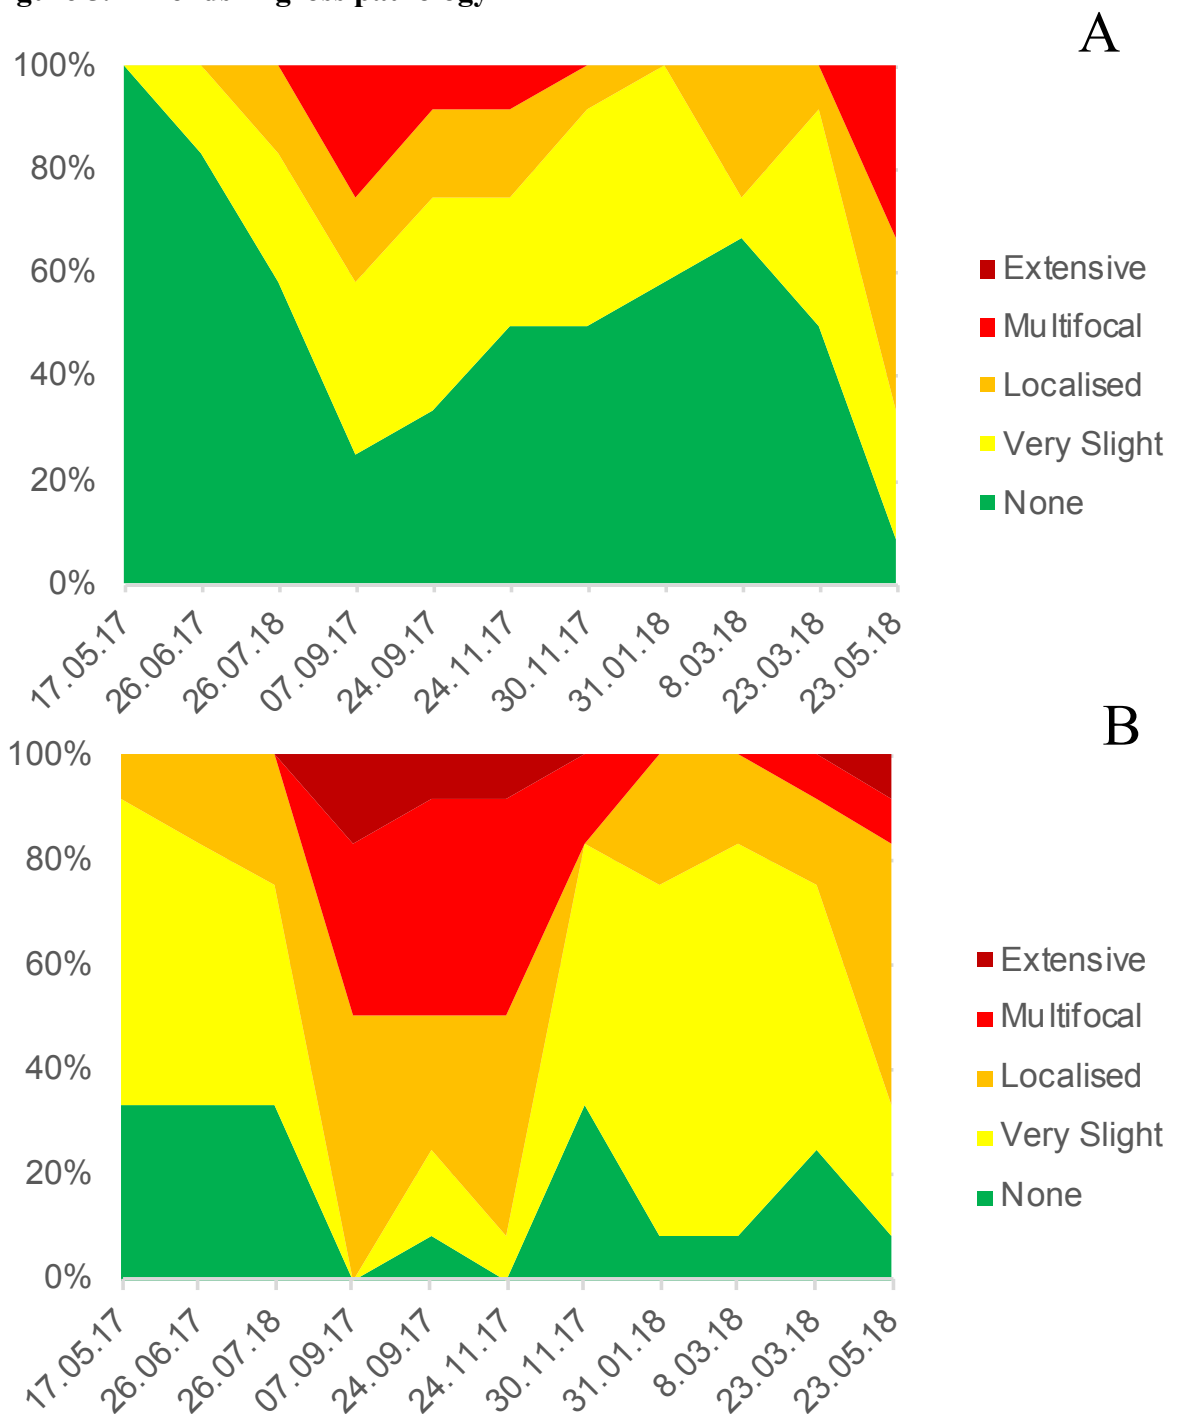 A
100%
80%
60%
40%
20%
0%
Extensive
Multifocal
Localised
Very Slight
None
17.05.17
26.06.17
26.07.18
07.09.17
24.09.17
24.11.17
30.11.17
31.01.18
8.03.18
23.03.18
23.05.18
B
100%
80%
60%
40%
20%
0%
Extensive
Multifocal
Localised
Very Slight
None
17.05.17
26.06.17
26.07.18
07.09.17
24.09.17
24.11.17
30.11.17
31.01.18
8.03.18
23.03.18
23.05.18